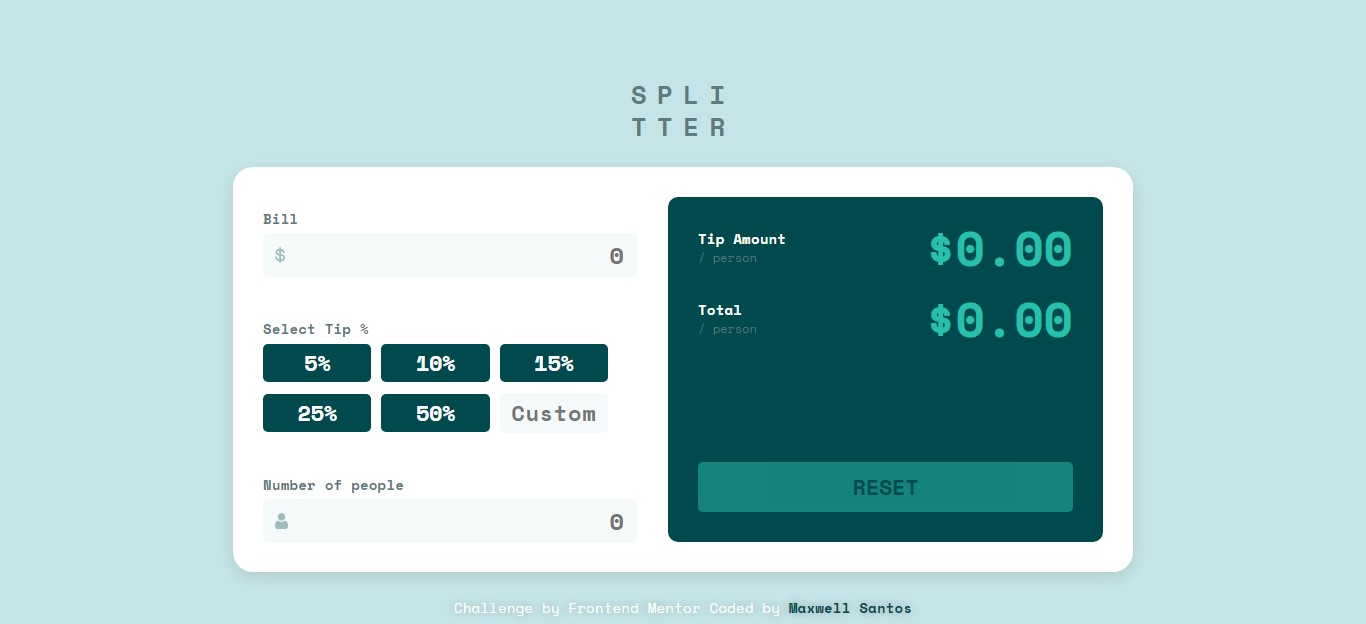 SPLI
TTER
Bill
$ 0
Select Tip %
5% 10% 15%
25% 50% Custom
Number of people
0
Tip Amount $0.00
/ person
Total $0.00
/ person
RESET
Challenge by Frontend Mentor Coded by Maxwell Santos